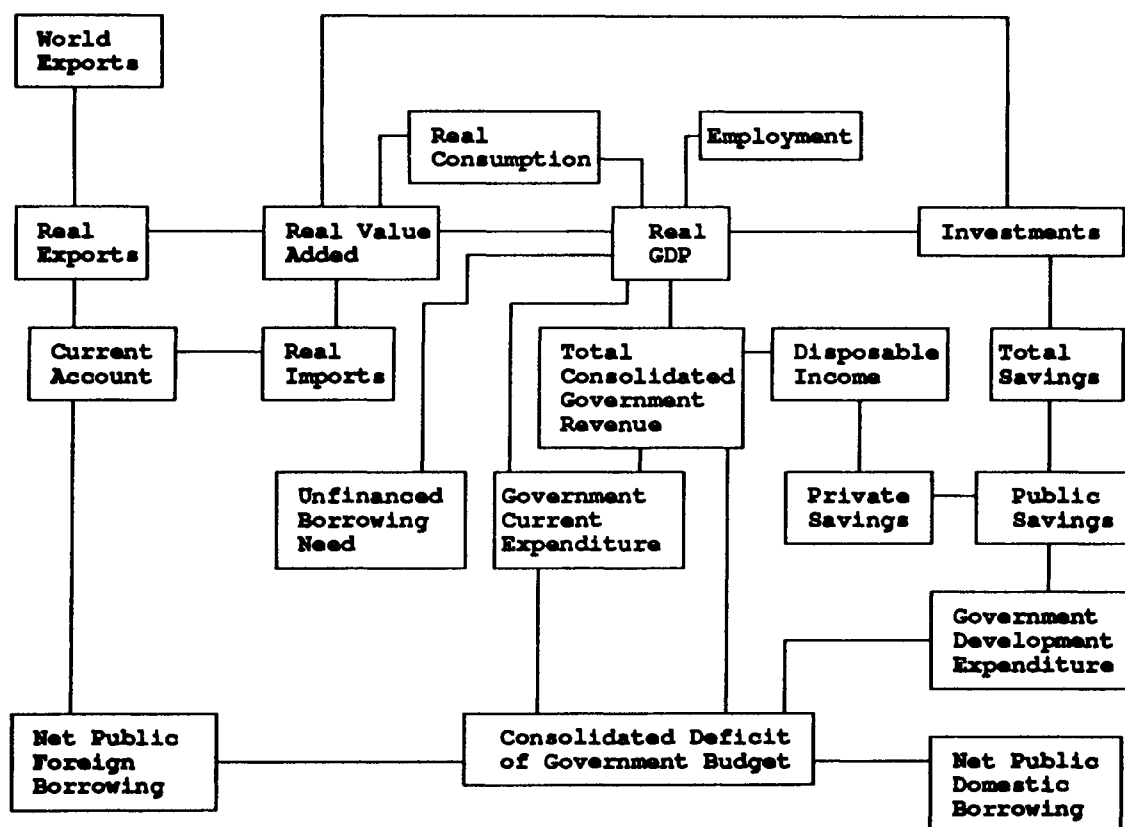 World
Exports
Real
Consumption
Employment
Real
Exports
Real Value
Added
Real
GDP
Investments
Current
Account
Real
Imports
Total
Consolidated
Government
Revenue
Disposable
Income
Total
Savings
Unfinanced
Borrowing
Need
Government
Current
Expenditure
Private
Savings
Public
Savings
Government
Development
Expenditure
Net Public
Foreign
Borrowing
Consolidated Deficit
of Government Budget
Net Public
Domestic
Borrowing